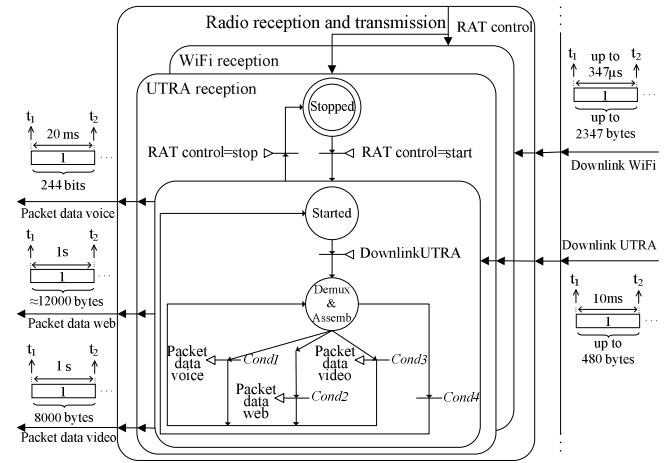 Radio reception and transmission
RAT control
WiFi reception
UTRA reception
Stopped
RAT control=stop
RAT control=start
Started
DownlinkUTRA
Demux
&
Assemb
Packet
data
voice
Cond1
Packet
data
web
Cond2
Packet
data
video
Cond3
Cond4
t1
t2
20 ms
1
...
244 bits
Packet data voice
t1
t2
1s
1
...
≈12000 bytes
Packet data web
t1
t2
1 s
1
...
8000 bytes
Packet data video
t1
up to
347µs
t2
1
...
up to
2347 bytes
Downlink WiFi
Downlink UTRA
t1
t2
10ms
1
...
up to
480 bytes